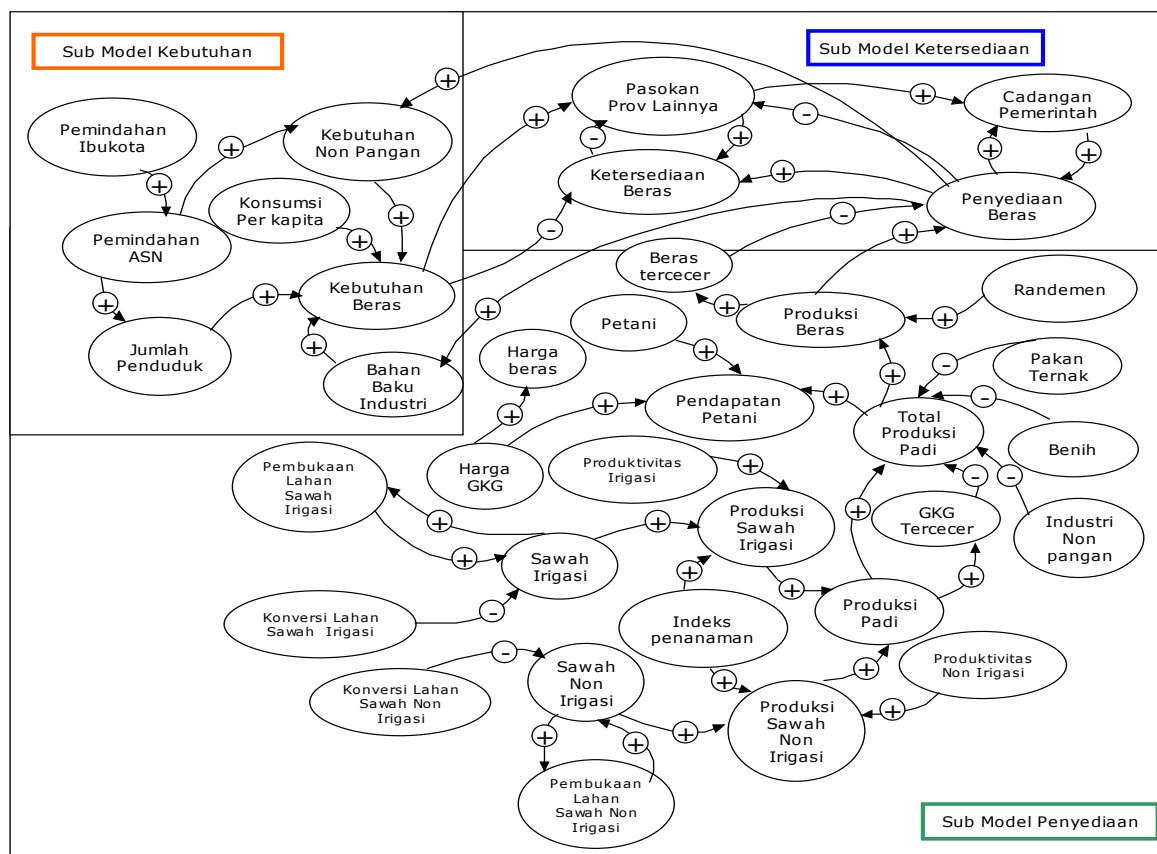 Sub Model Kebutuhan
Sub Model Ketersediaan
Pemindahan
Ibukota
+
Kebutuhan
Non Pangan
+
+
Konsumsi
Per kapita
Pemindahan
ASN
+
+
+
+
Kebutuhan
Beras
Jumlah
Penduduk
+
Bahan
Baku
Industri
+
+
Pasokan
Prov Lainnya
+
+
Cadangan
Pemerintah
-
-
+
+
+
Ketersediaan
Beras
+
Penyediaan
Beras
-
-
+
Beras
tercecer
+
Produksi
Beras
+
Randemen
Petani
+
Harga
beras
+
Pendapatan
Petani
+
+
+
-
Pakan
Ternak
-
Total
Produksi
Padi
Benih
Harga
GKG
Produktivitas
Irigasi
+
-
-
GKG
Tercecer
Industri
Non
pangan
Pembukaan
Lahan
Sawah
Irigasi
+
+
Sawah
Irigasi
+
Produksi
Sawah
Irigasi
+
+
+
+
Produksi
Padi
Konversi Lahan
Sawah Irigasi
-
Indeks
penanaman
-
Konversi Lahan
Sawah Non
Irigasi
Sawah
Non
Irigasi
+
+
+
Produktivitas
Non Irigasi
+
Produksi
Sawah
Non
Irigasi
+
+
+
Pembukaan
Lahan
Sawah Non
Irigasi
Sub Model Penyediaan